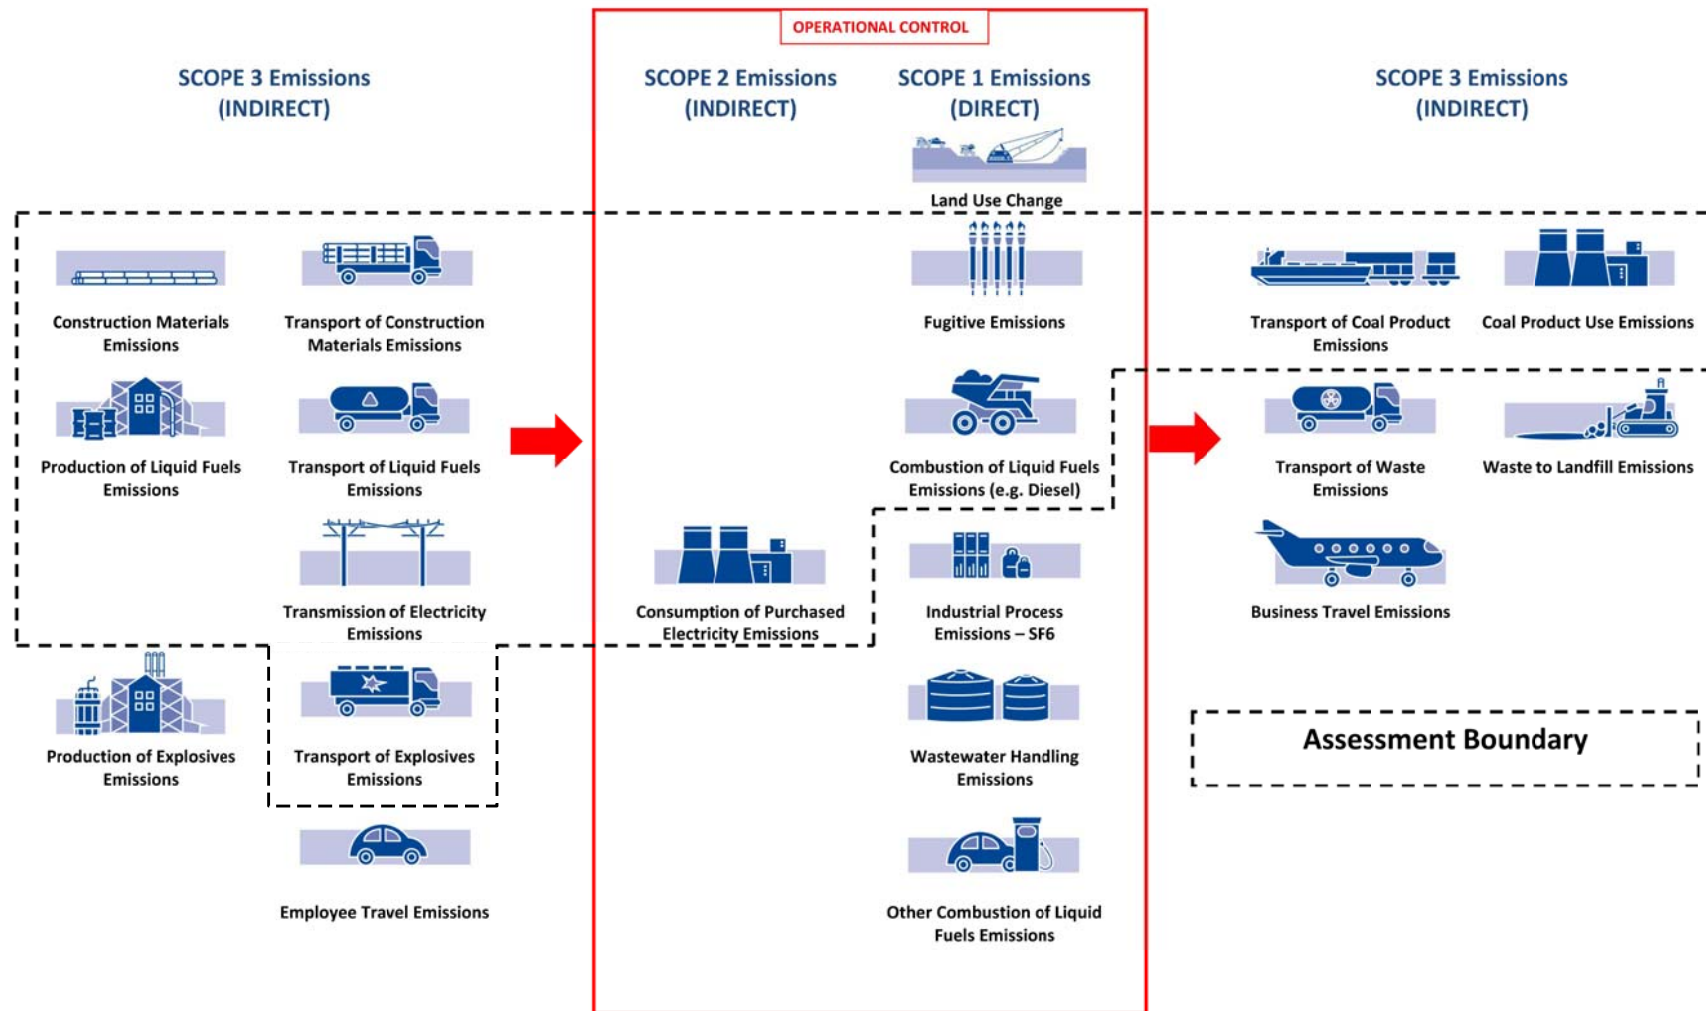 OPERATIONAL CONTROL
SCOPE 3 Emissions
(INDIRECT)
SCOPE 2 Emissions
(INDIRECT)
SCOPE 1 Emissions
(DIRECT)
SCOPE 3 Emissions
(INDIRECT)
Land Use Change
Construction Materials
Emissions
Transport of Construction
Materials Emissions
Fugitive Emissions
Transport of Coal Product
Emissions
Coal Product Use Emissions
Production of Liquid Fuels
Emissions
Transport of Liquid Fuels
Emissions
Combustion of Liquid Fuels
Emissions (e.g. Diesel)
Transport of Waste
Emissions
Waste to Landfill Emissions
Transmission of Electricity
Emissions
Consumption of Purchased
Electricity Emissions
Industrial Process
Emissions – SF6
Business Travel Emissions
Production of Explosives
Emissions
Transport of Explosives
Emissions
Wastewater Handling
Emissions
Assessment Boundary
Employee Travel Emissions
Other Combustion of Liquid
Fuels Emissions